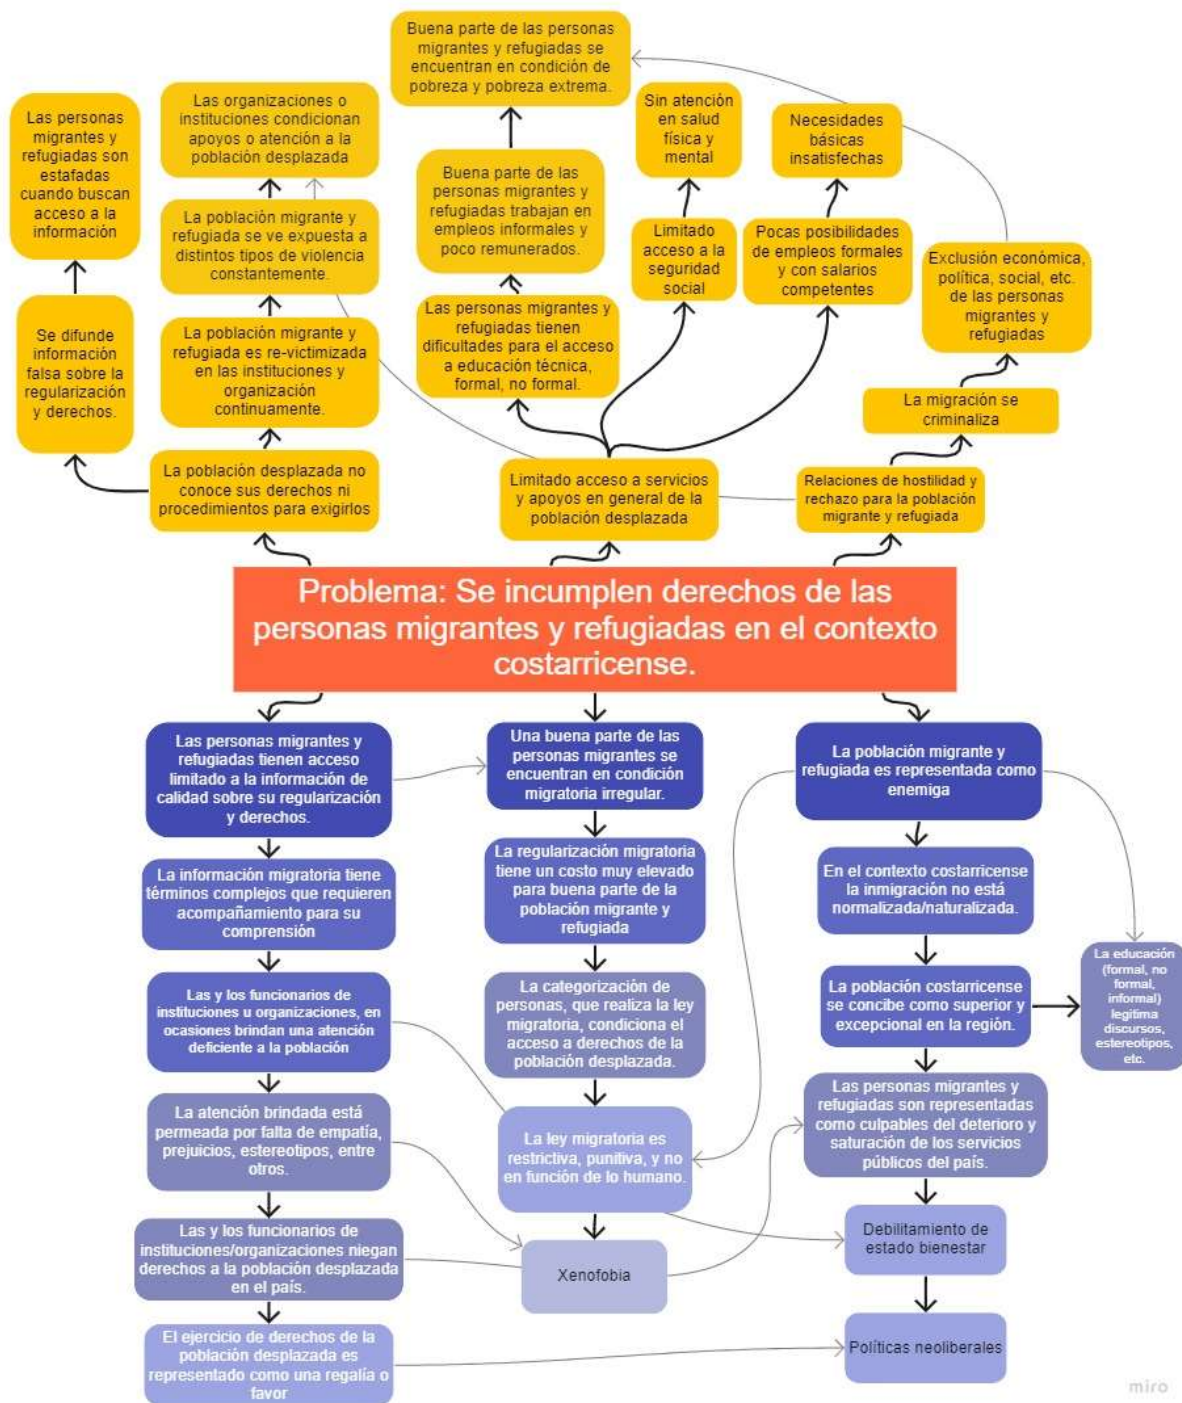 Buena parte de las personas
migrantes y refugiadas se
encuentran en condición de
pobreza y pobreza extrema.
Las personas
migrantes y
refugiadas son
estafadas
cuando buscan
acceso a la
información
Las organizaciones o
instituciones condicionan
apoyos o atención a la
población desplazada
Sin atención
en salud
física y
mental
Necesidades
básicas
insatisfechas
Buena parte de las
personas migrantes y
refugiadas trabajan en
empleos informales y
poco remunerados.
La población migrante y
refugiada se ve expuesta a
distintos tipos de violencia
constantemente.
Limitado
acceso a la
seguridad
social
Pocas posibilidades
de empleos formales
y con salarios
competentes
Exclusión económica,
política, social, etc.
de las personas
migrantes y
refugiadas
Se difunde
información
falsa sobre la
regularización
y derechos.
La población migrante y
refugiada es re-victimizada
en las instituciones y
organización
continuamente.
Las personas migrantes y
refugiadas tienen
dificultades para el acceso
a educación técnica,
formal, no formal.
La migración se
criminaliza
La población desplazada no
conoce sus derechos ni
procedimientos para exigirlos
Limitado acceso a servicios
y apoyos en general de la
población desplazada
Relaciones de hostilidad y
rechazo para la población
migrante y refugiada
Problema: Se incumplen derechos de las
personas migrantes y refugiadas en el contexto
costarricense.
Las personas migrantes y
refugiadas tienen acceso
limitado a la información de
calidad sobre su regularización
y derechos.
Una buena parte de las
personas migrantes se
encuentran en condición
migratoria irregular.
La población migrante y
refugiada es representada como
enemiga
La información migratoria tiene
términos complejos que requieren
acompañamiento para su
comprensión
La regularización migratoria
tiene un costo muy elevado
para buena parte de la
población migrante y
refugiada
En el contexto costarricense
la inmigración no está
normalizada/naturalizada.
Las y los funcionarios de
instituciones u organizaciones, en
ocasiones brindan una atención
deficiente a la población
La categorización de
personas, que realiza la ley
migratoria, condiciona el
acceso a derechos de la
población desplazada.
La población costarricense
se concibe como superior y
excepcional en la región.
La educación
(formal, no
formal,
informal)
legitima
discursos,
estereotipos,
etc.
La atención brindada está
permeada por falta de empatía,
prejuicios, estereotipos, entre
otros.
La ley migratoria es
restrictiva, punitiva, y no
en función de lo humano.
Las personas migrantes y
refugiadas son representadas
como culpables del deterioro y
saturación de los servicios
públicos del país.
Las y los funcionarios de
instituciones/organizaciones niegan
derechos a la población desplazada
en el país.
Xenofobia
Debilitamiento de
estado bienestar
El ejercicio de derechos de la
población desplazada es
representado como una regalía o
favor
Políticas neoliberales
miro